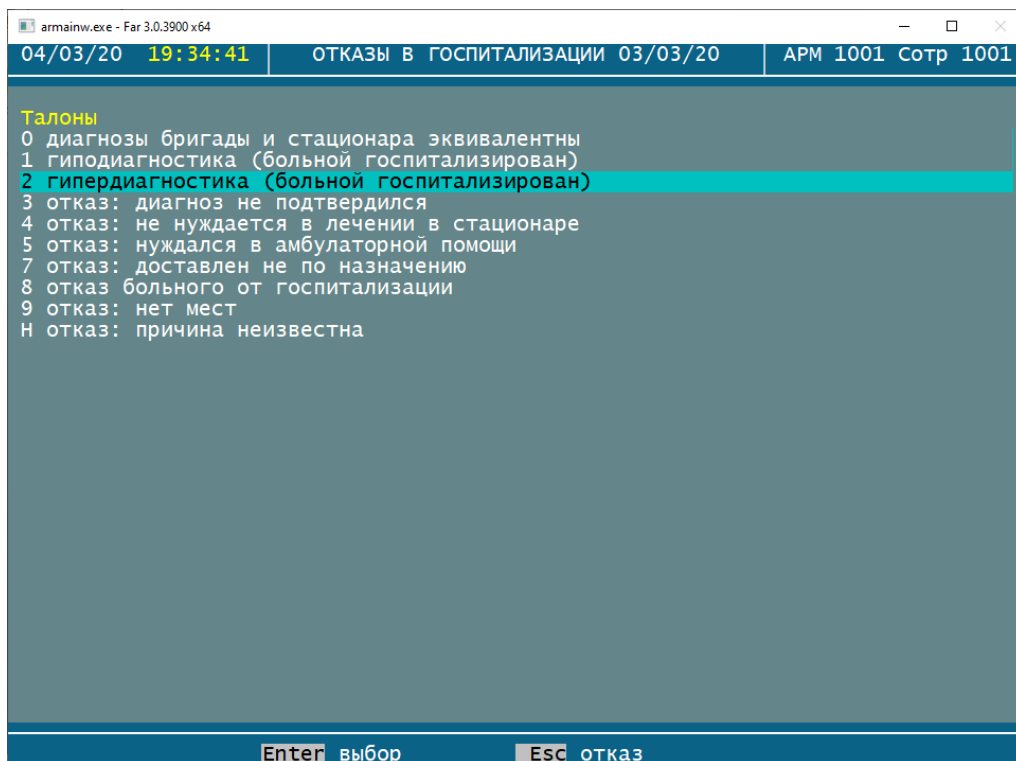 armainw.exe - Far 3.0.3900 x64
04/03/20 19:34:41 ОТКАЗЫ В ГОСПИТАЛИЗАЦИИ 03/03/20 АРМ 1001 Сотр 1001
Талоны
0 диагнозы бригады и стационара эквивалентны
1 гиподиагностика (больной госпитализирован)
2 гипердиагностика (больной госпитализирован)
3 отказ: диагноз не подтвердился
4 отказ: не нуждается в лечении в стационаре
5 отказ: нуждался в амбулаторной помощи
7 отказ: доставлен не по назначению
8 отказ больного от госпитализации
9 отказ: нет мест
Н отказ: причина неизвестна
Enter выбор Esc отказ